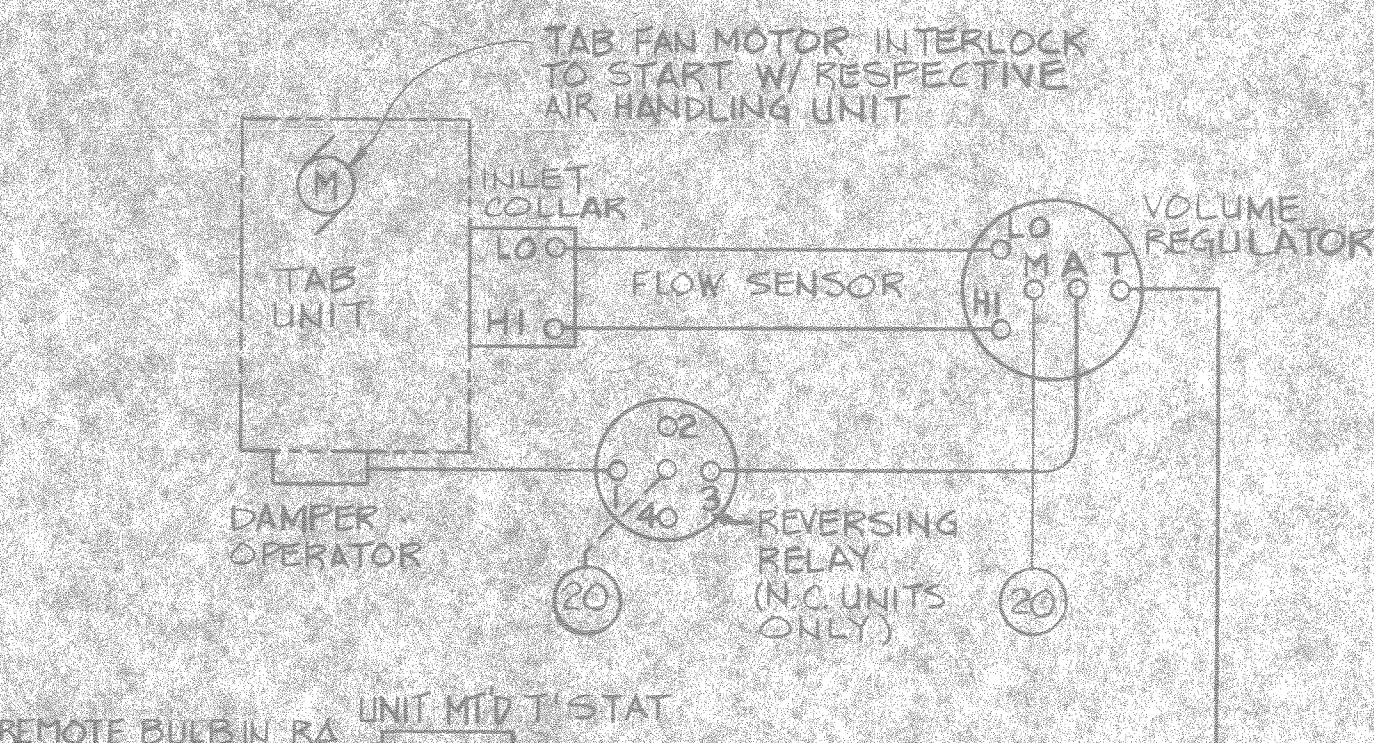 TAB FAN MOTOR INTERLOCK
TO START W/ RESPECTIVE
AIR HANDLING UNIT
M
INLET
COLLAR
LO
HI
TAB
UNIT
FLOW SENSOR
LO
M A T
HI
VOLUME
REGULATOR
2
1
3
4
DAMPER
OPERATOR
REVERSING
RELAY
(N.C. UNITS
ONLY)
20
20
UNIT MT'D T'STAT
REMOTE BULB IN RA